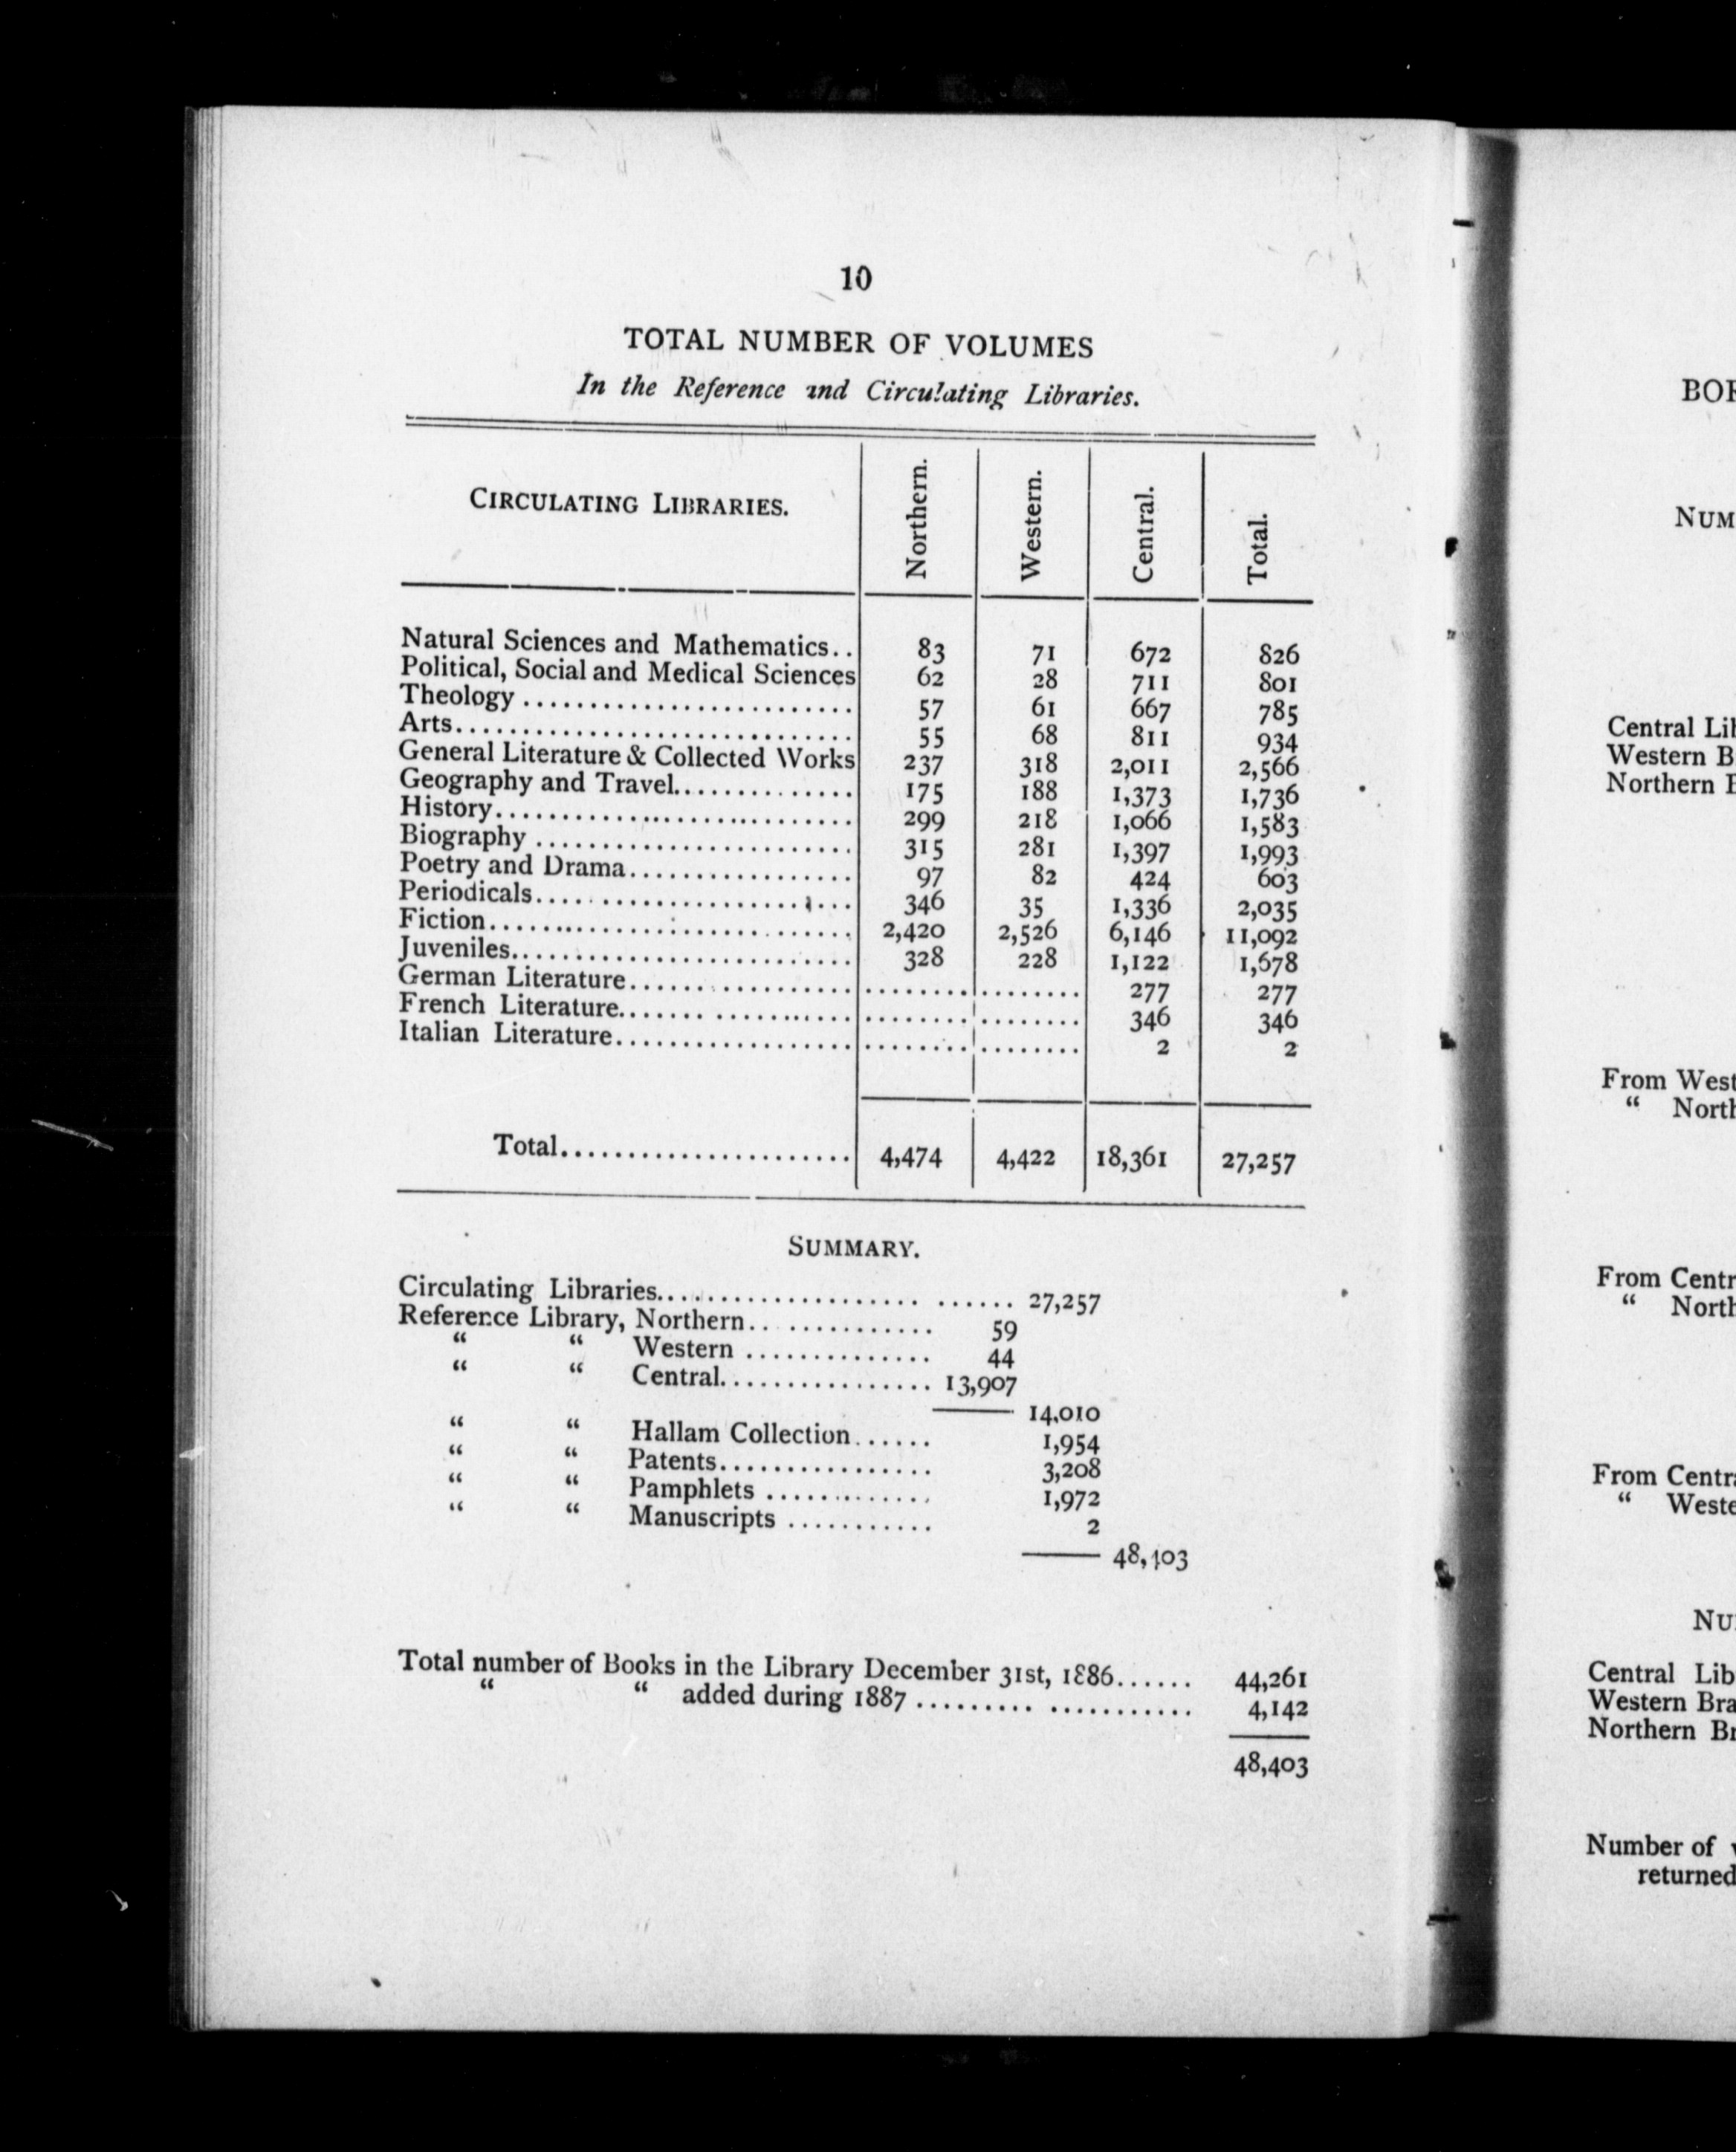 10
TOTAL NUMBER OF VOLUMES
In the Reference and Circulating Libraries.
CIRCULATING LIBRARIES. Northern. Western. Central. Total.
Natural Sciences and Mathematics.. 83 71 672 826
Political, Social and Medical Sciences 62 28 711 801
Theology 57 61 667 785
Arts 55 68 811 934
General Literature & Collected Works 237 318 2,011 2,566
Geography and Travel 175 188 1,373 1,736
History 299 218 1,066 1,583
Biography 315 281 1,397 1,993
Poetry and Drama 97 82 424 603
Periodicals 346 35 1,336 2,035
Fiction 2,420 2,526 6,146 11,092
Juveniles 328 228 1,122 1,678
German Literature 277 277
French Literature 346 346
Italian Literature 2 2
Total 4,474 4,422 18,361 27,257
SUMMARY.
Circulating Libraries 27,257
Reference Library, Northern 59
“ “ Western 44
“ “ Central 13,907
14,010
“ “ Hallam Collection 1,954
“ “ Patents 3,208
“ “ Pamphlets 1,972
“ “ Manuscripts 2
48,403
Total number of Books in the Library December 31st, 1886 44,261
“ “ added during 1887 4,142
48,403
BOR
NUM
Central Lib
Western B
Northern B
From West
“ North
From Centr
“ North
From Centra
“ Weste
NU
Central Lib
Western Bra
Northern Br
Number of
returned